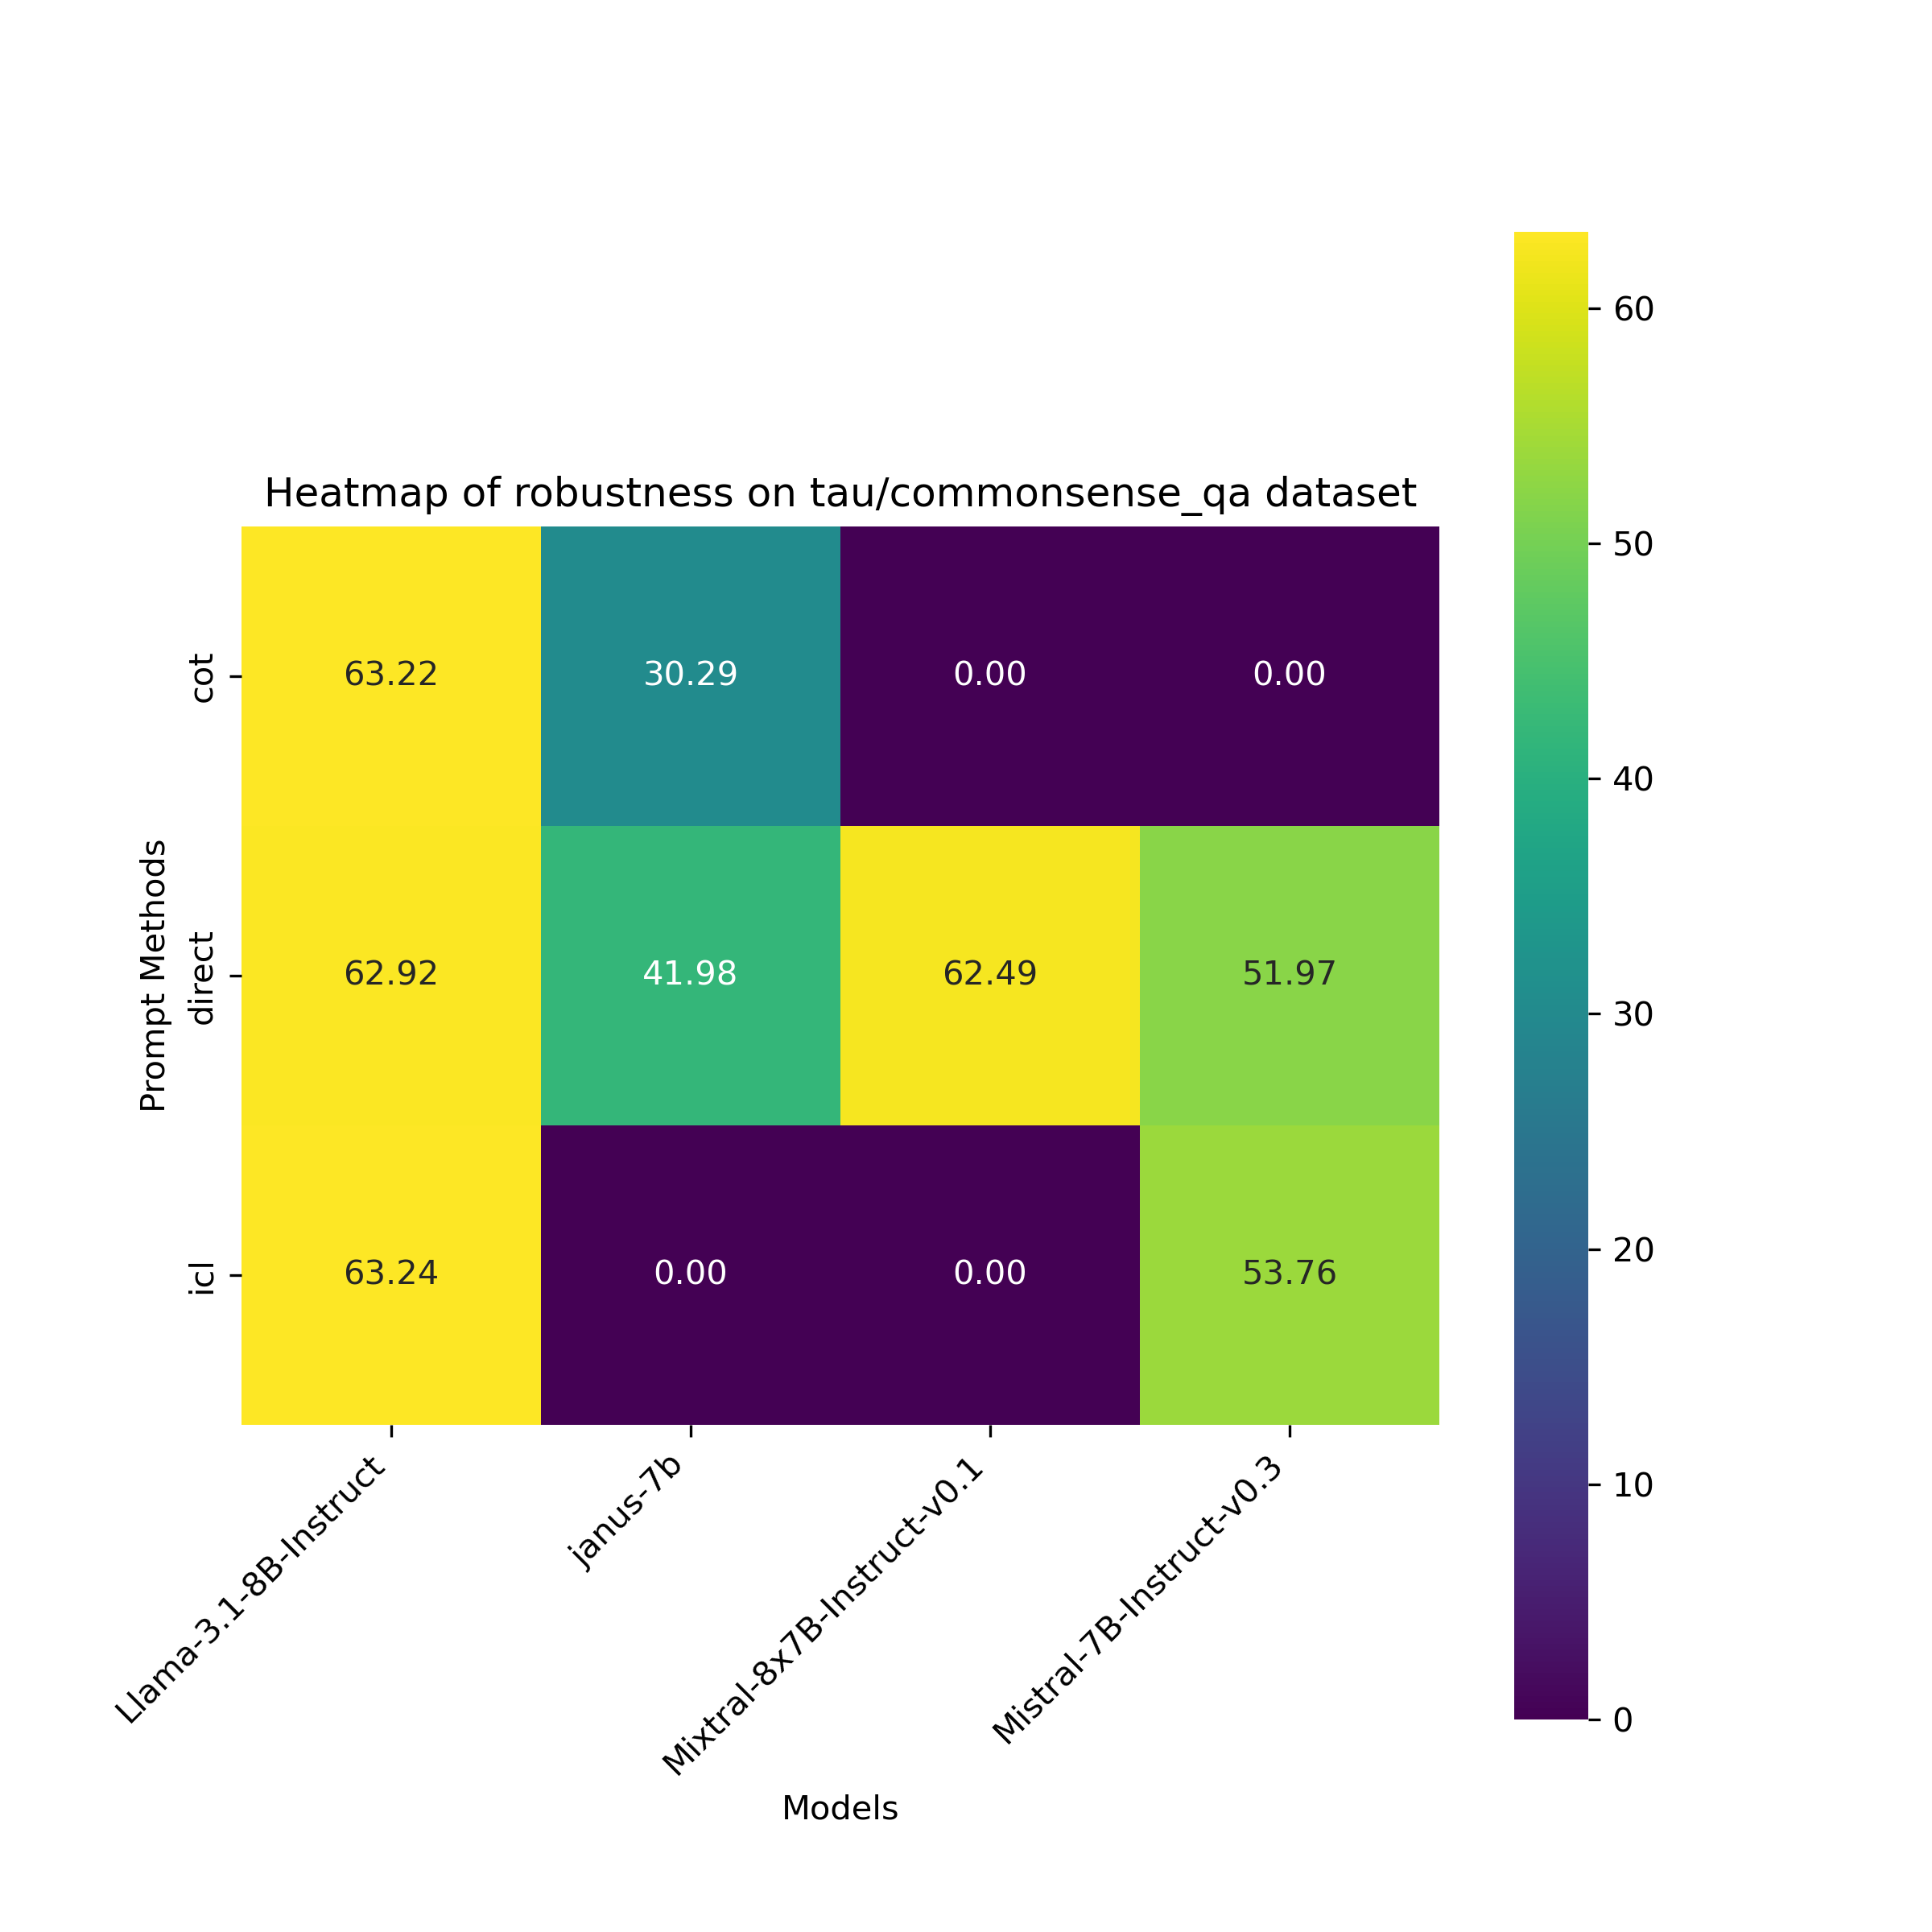 Heatmap of robustness on tau/commonsense_qa dataset
Prompt Methods
cot
63.22 30.29 0.00 0.00
direct
62.92 41.98 62.49 51.97
icl
63.24 0.00 0.00 53.76
Llama-3.1-8B-Instruct
janus-7b
Mixtral-8x7B-Instruct-v0.1
Mistral-7B-Instruct-v0.3
Models
60
50
40
30
20
10
0